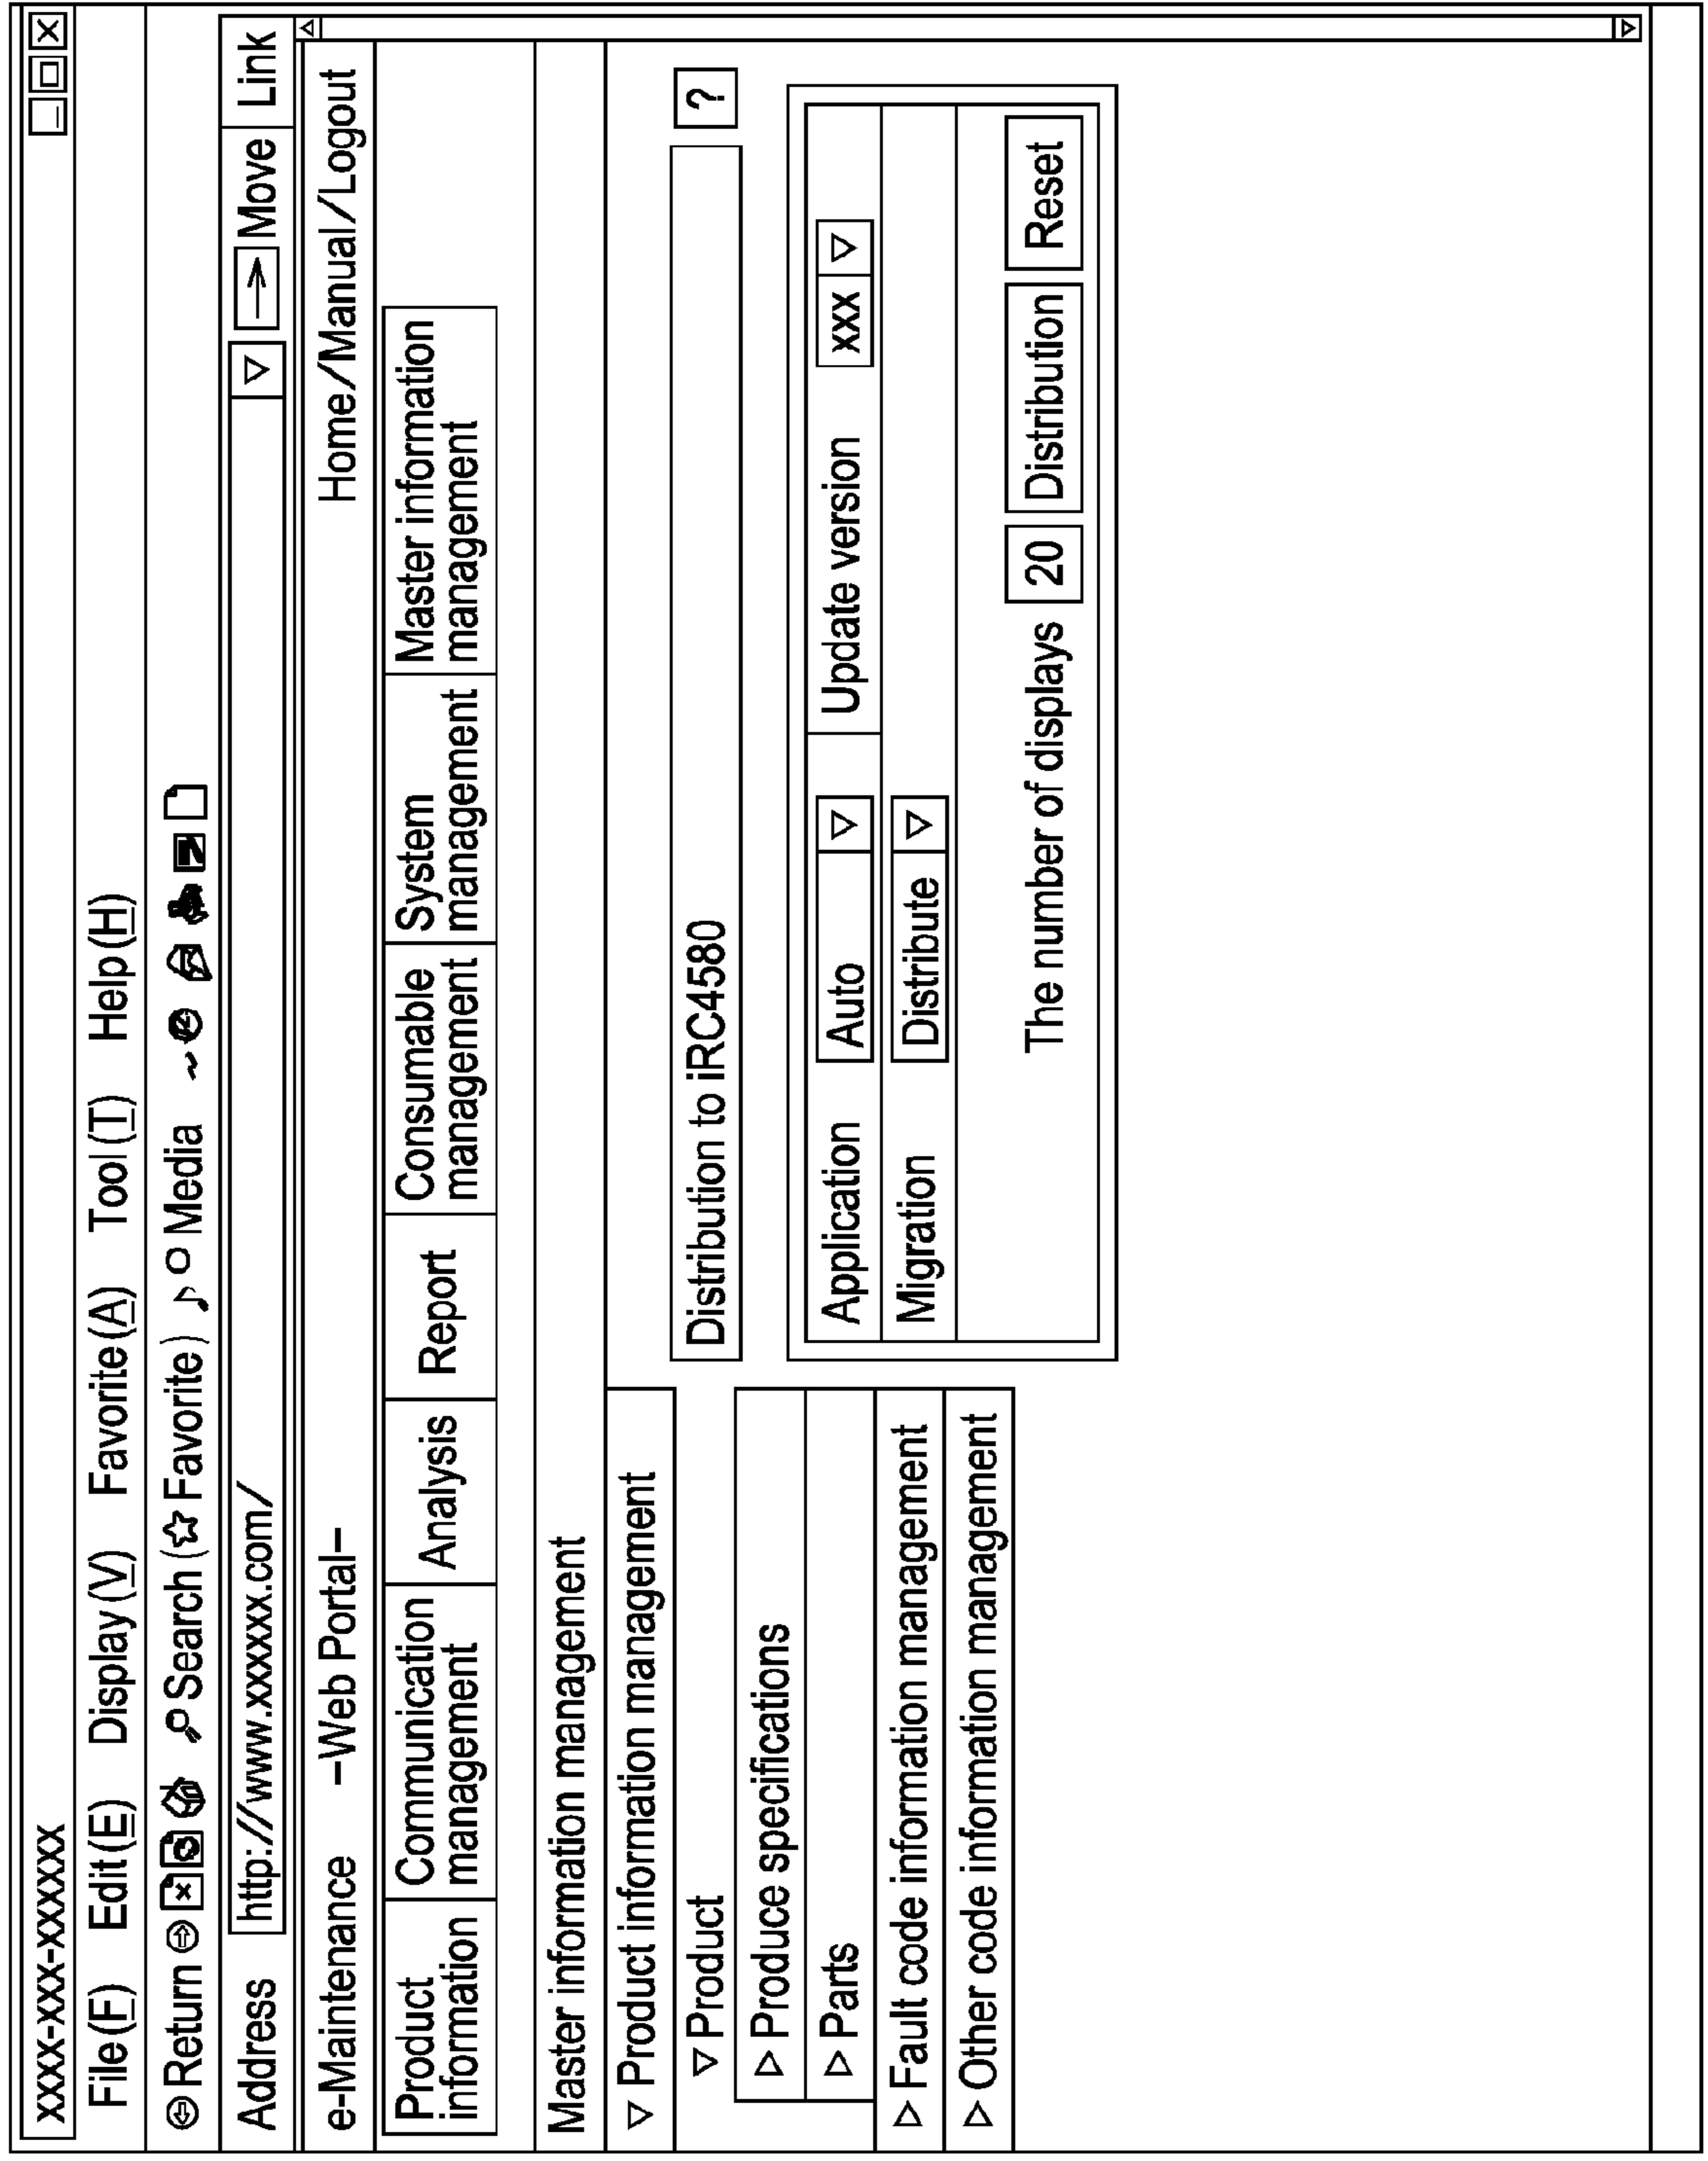 XXXX-XXX-XXXXXX
File(F) Edit(E) Display(V) Favorite(A) Tool(T) Help(H)
Return Search (☆Favorite) ♪ Media
Address http://www.xxxxx.com/ ▽ → Move Link
e-Maintenance –Web Portal– Home/Manual/Logout
Product information
Communication management
Analysis
Report
Consumable management
System management
Master information management
Master information management
▽ Product information management
▽ Product
▷ Produce specifications
▷ Parts
▷ Fault code information management
▷ Other code information management
Distribution to iRC4580 ?
Application Auto ▽ Update version xxx ▽
Migration Distribute ▽
The number of displays 20 Distribution Reset